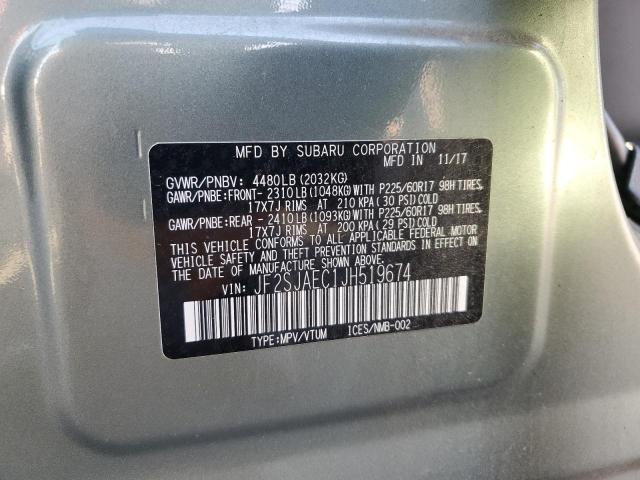 MFD BY SUBARU CORPORATION 11/17
GVWR/PNBV: 4480LB(2032KG)
GAWR/PNBE:FRONT-2310LB(1048KG)WITH P225/60R17 98H TIRES,
17X7J RIMS AT 210 KPA (30 PSI)COLD
GAWR/PNBE:REAR -2410LB(1093KG)WITH P225/60R17 98H TIRES,
17X7J RIMS AT 200 KPA (29 PSI)COLD
THIS VEHICLE CONFORMS TO ALL APPLICABLE FEDERAL MOTOR
VEHICLE SAFETY AND THEFT PREVENTION STANDARDS IN EFFECT
ON THE DATE OF MANUFACTURE SHOWN ABOVE.
VIN: JF2SJAEC1JH519674
TYPE:MPV/VTUM ICES/NMB-002